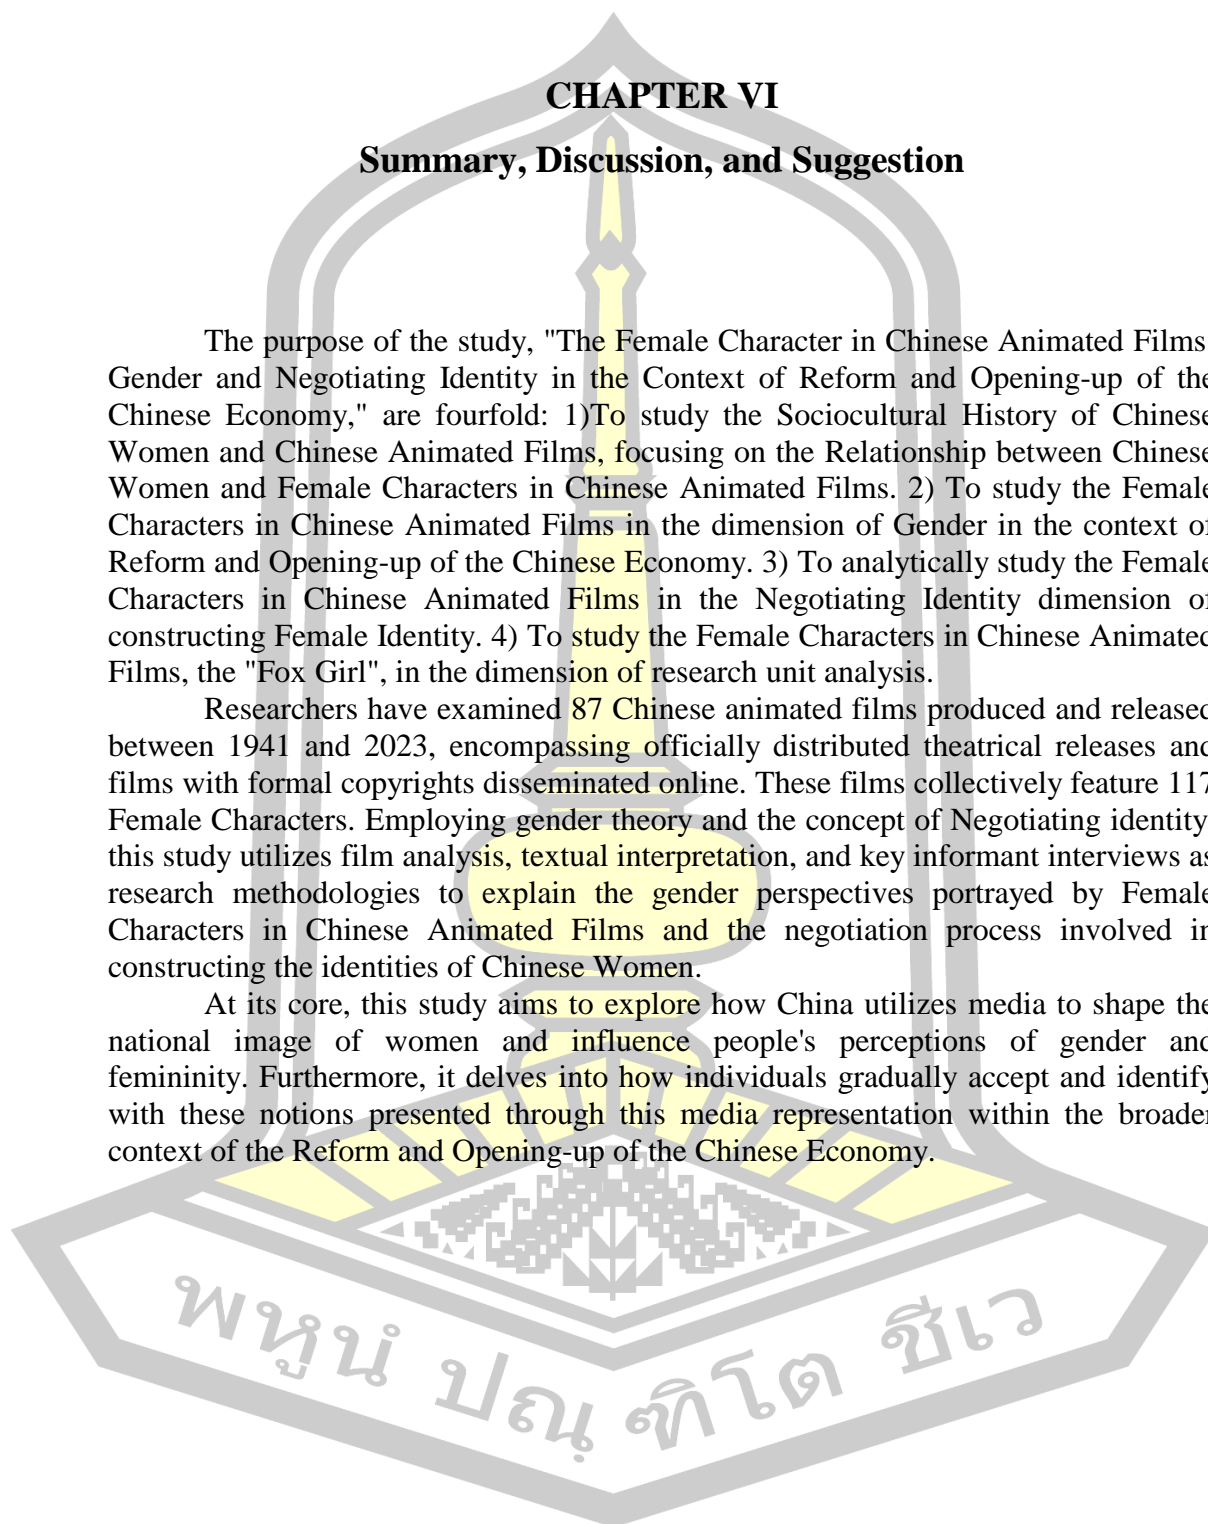 CHAPTER VI
Summary, Discussion, and Suggestion
The purpose of the study, "The Female Character in Chinese Animated Films
Gender and Negotiating Identity in the Context of Reform and Opening-up of the
Chinese Economy," are fourfold: 1)To study the Sociocultural History of Chinese
Women and Chinese Animated Films, focusing on the Relationship between Chinese
Women and Female Characters in Chinese Animated Films. 2) To study the Female
Characters in Chinese Animated Films in the dimension of Gender in the context of
Reform and Opening-up of the Chinese Economy. 3) To analytically study the Female
Characters in Chinese Animated Films in the Negotiating Identity dimension of
constructing Female Identity. 4) To study the Female Characters in Chinese Animated
Films, the "Fox Girl", in the dimension of research unit analysis.
Researchers have examined 87 Chinese animated films produced and released
between 1941 and 2023, encompassing officially distributed theatrical releases and
films with formal copyrights disseminated online. These films collectively feature 117
Female Characters. Employing gender theory and the concept of Negotiating identity
this study utilizes film analysis, textual interpretation, and key informant interviews as
research methodologies to explain the gender perspectives portrayed by Female
Characters in Chinese Animated Films and the negotiation process involved in
constructing the identities of Chinese Women.
At its core, this study aims to explore how China utilizes media to shape the
national image of women and influence people's perceptions of gender and
femininity. Furthermore, it delves into how individuals gradually accept and identify
with these notions presented through this media representation within the broader
context of the Reform and Opening-up of the Chinese Economy.
พหูนํ ปณฺฑิโต ชีเว